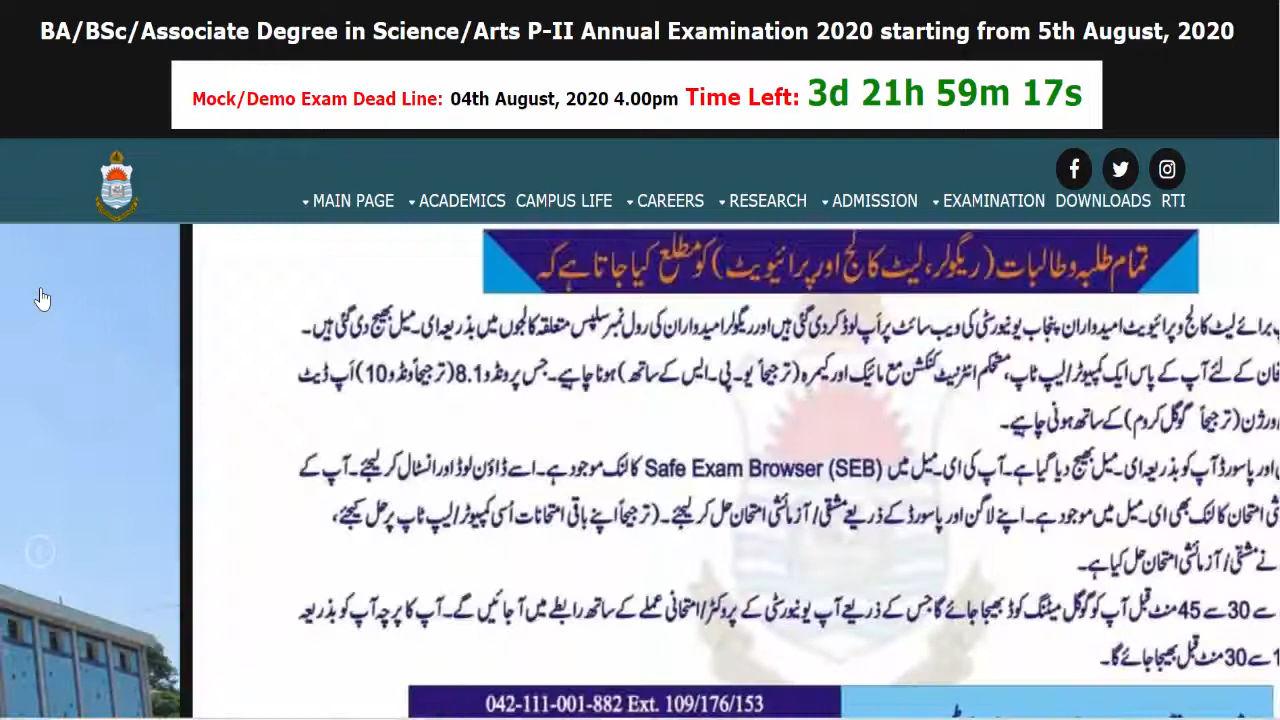 BA/BSc/Associate Degree in Science/Arts P-II Annual Examination 2020 starting from 5th August, 2020
Mock/Demo Exam Dead Line: 04th August, 2020 4.00pm Time Left: 3d 21h 59m 17s
MAIN PAGE ACADEMICS CAMPUS LIFE CAREERS RESEARCH ADMISSION EXAMINATION DOWNLOADS RTI
تمام طلبہ و طالبات (ریگولر، لیٹ کالج اور پرائیویٹ) کو مطلع کیا جاتا ہے کہ
برائے لیٹ کالج و پرائیویٹ امیدواران پنجاب یونیورسٹی کی ویب سائٹ پر اَپ لوڈ کر دی گئی ہیں اور ریگولر امیدواران کی رول نمبر سلپس متعلقہ کالجوں میں بذریعہ ای۔میل بھیج دی گئی ہیں۔
کے لئے آپ کے پاس ایک کمپیوٹر/لیپ ٹاپ، مستحکم انٹرنیٹ کنکشن مع مائیک اور کیمرہ (ترجیحاً یو۔پی۔ایس کے ساتھ) ہونا چاہیے۔ جس پر ونڈو 8.1 (ترجیحاً ونڈو 10) اَپ ڈیٹ
ورژن (ترجیحاً گوگل کروم) کے ساتھ ہونی چاہیے۔
اور پاسورڈ آپ کو بذریعہ ای۔میل بھیج دیا گیا ہے۔ آپ کی ای۔میل میں Safe Exam Browser (SEB) کا لنک موجود ہے۔ اسے ڈاؤن لوڈ اور انسٹال کر لیجئے۔ آپ کے
امتحان کا لنک بھی ای۔میل میں موجود ہے۔ اپنے لاگن اور پاسورڈ کے ذریعے مشقی/آزمائشی امتحان حل کر لیجئے۔ (ترجیحاً اپنے باقی امتحانات اُسی کمپیوٹر/لیپ ٹاپ پر حل کیجئے،
نے مشقی/آزمائشی امتحان حل کیا ہے۔
سے 30 سے 45 منٹ قبل آپ کو گوگل میٹنگ کوڈ بھیجا جائے گا جس کے ذریعے آپ یونیورسٹی کے پروکٹر/امتحانی عملے کے ساتھ رابطے میں آ جائیں گے۔ آپ کا پرچہ آپ کو بذریعہ
سے 30 منٹ قبل بھیجا جائے گا۔
042-111-001-882 Ext. 109/176/153